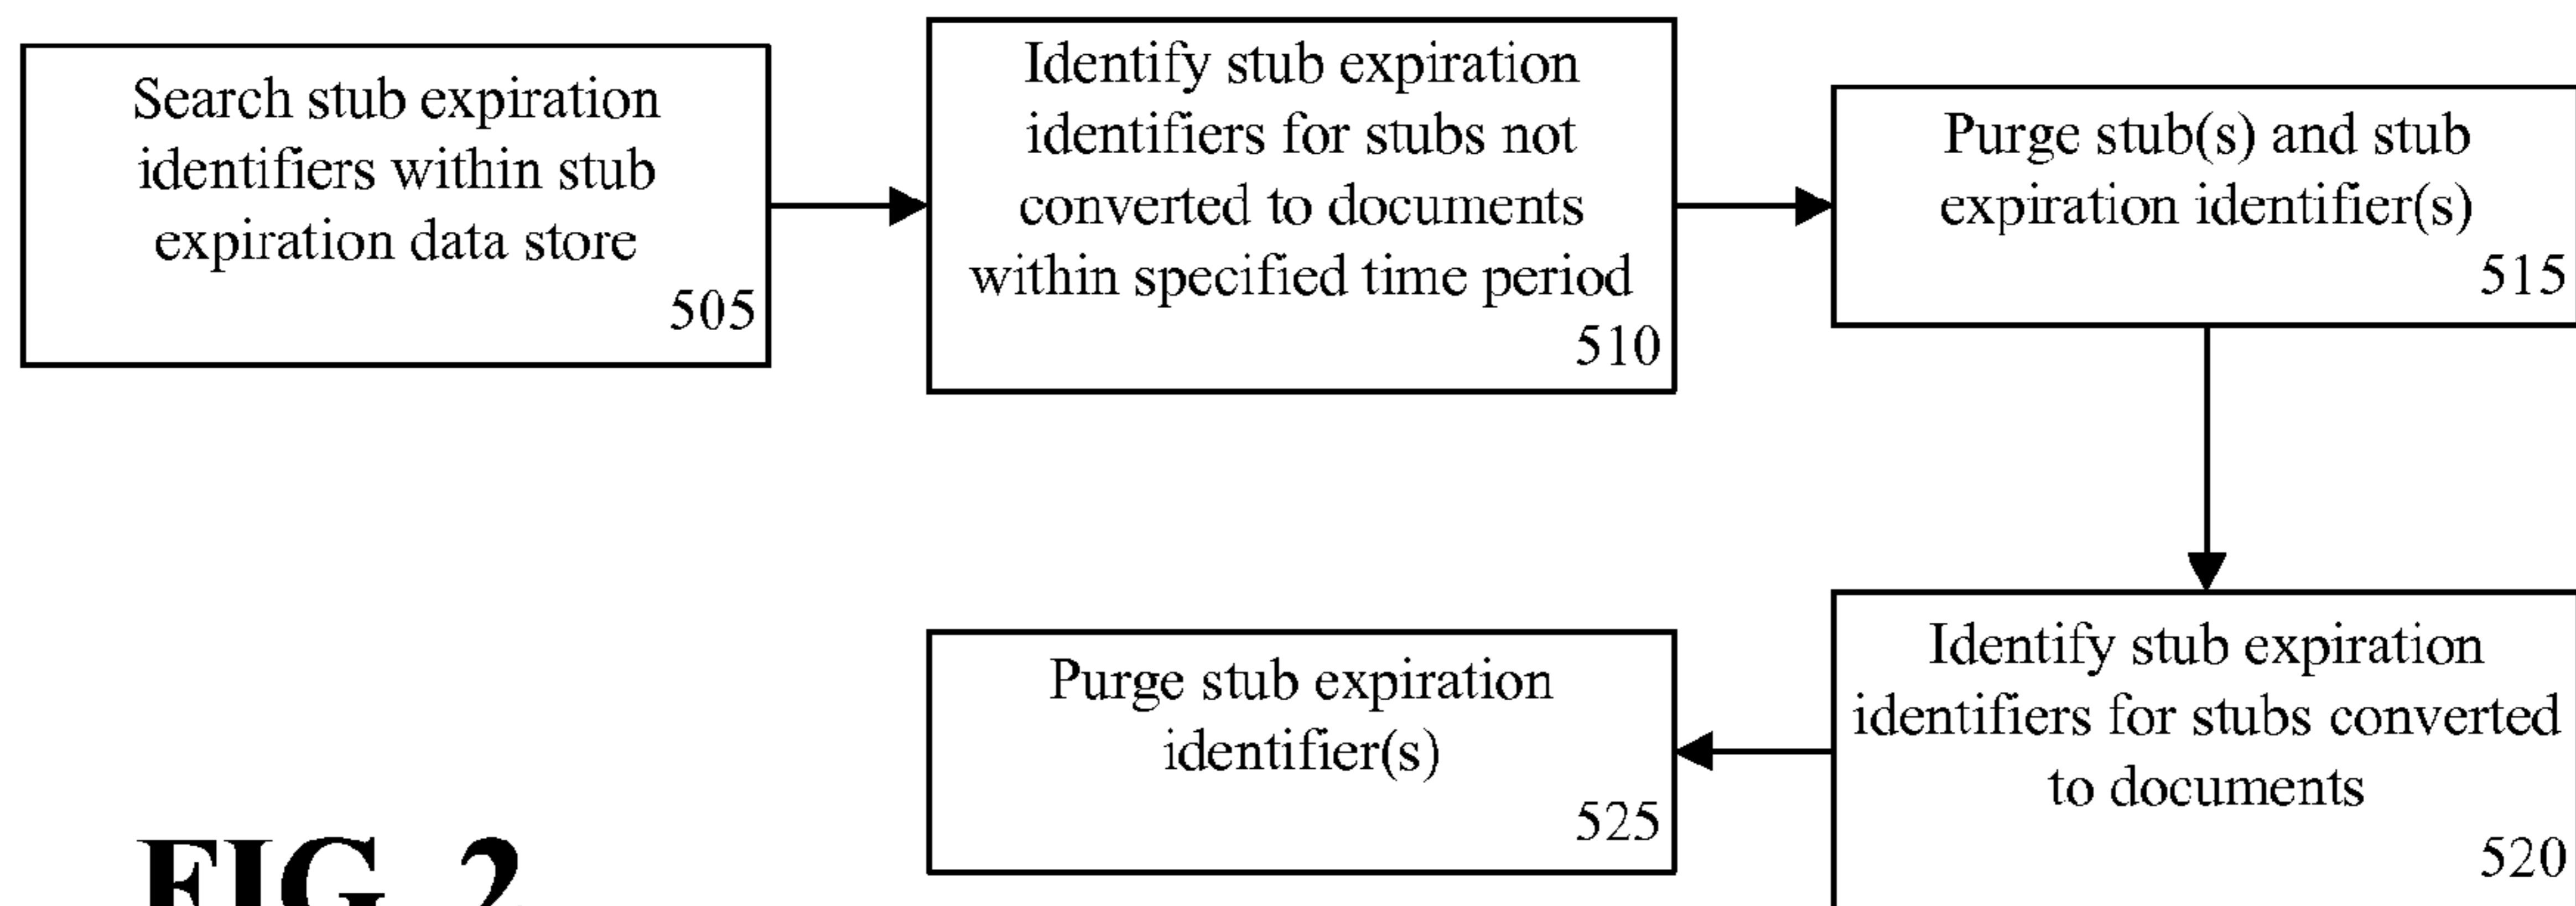 Search stub expiration
identifiers within stub
expiration data store
505
Identify stub expiration
identifiers for stubs not
converted to documents
within specified time period
510
Purge stub(s) and stub
expiration identifier(s)
515
Identify stub expiration
identifiers for stubs converted
to documents
520
Purge stub expiration
identifier(s)
525
FIG. 2